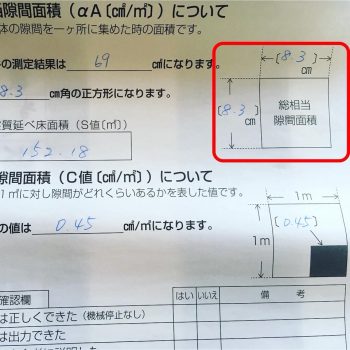 当隙間面積（αA〔c㎡/㎡〕）について
体の隙間を一ヶ所に集めた時の面積です。
の測定結果は 69 c㎡になります。
8.3 cm角の正方形になります。
〔8.3〕
cm
〔8.3〕
cm
総相当
隙間面積
質延べ床面積（S値〔㎡〕）
152.18
隙間面積（C値〔c㎡/㎡〕）について
1㎡に対し隙間がどれくらいあるかを表した値です。
の値は 0.45 c㎡/㎡になります。
1m
1m
〔0.45〕
確認欄
はい
いいえ
備 考
は正しくできた（機械停止なし）
は出力できた